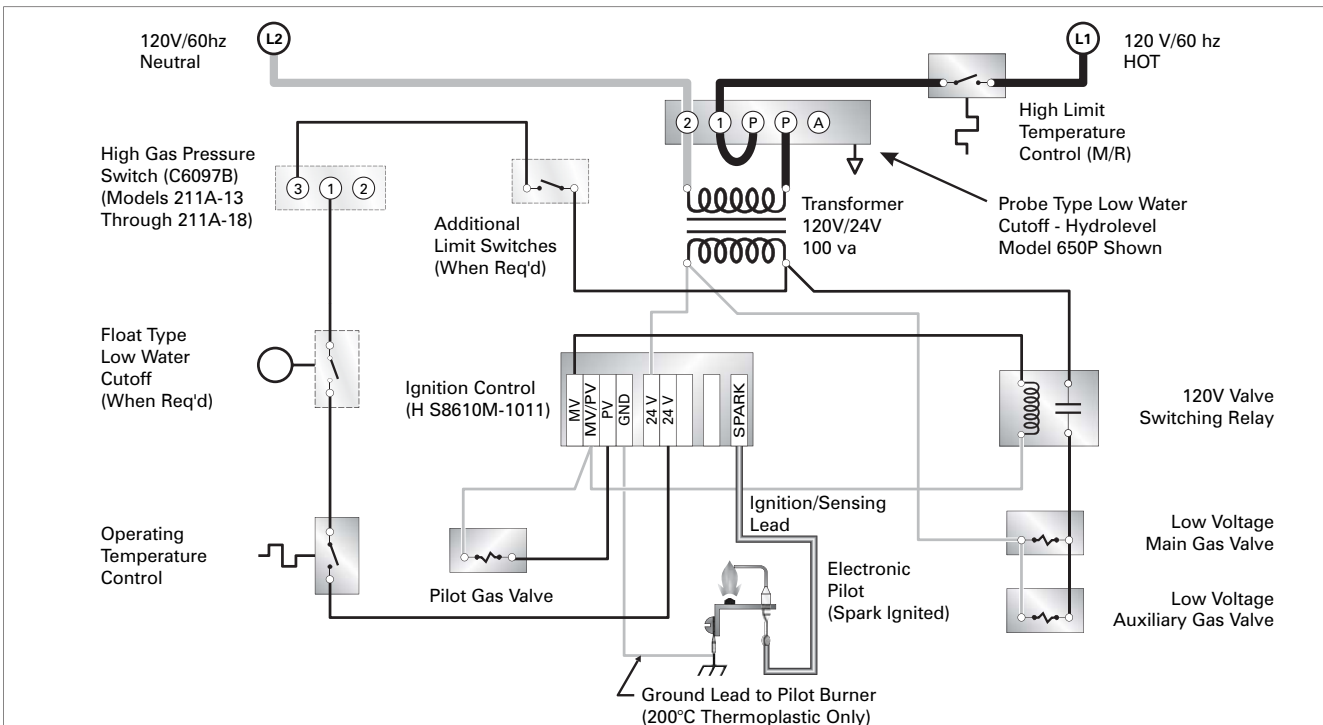 120V/60hz
Neutral
L2
L1
120 V/60 hz
HOT
High Limit
Temperature
Control (M/R)
2 1 P P A
High Gas Pressure
Switch (C6097B)
(Models 211A-13
Through 211A-18)
3 1 2
Additional
Limit Switches
(When Req'd)
Transformer
120V/24V
100 va
Probe Type Low Water
Cutoff - Hydrolevel
Model 650P Shown
Float Type
Low Water
Cutoff
(When Req'd)
Ignition Control
(H S8610M-1011)
MV
MV/PV
PV
GND
24 V
24 V
SPARK
120V Valve
Switching Relay
Ignition/Sensing
Lead
Operating
Temperature
Control
Pilot Gas Valve
Electronic
Pilot
(Spark Ignited)
Low Voltage
Main Gas Valve
Low Voltage
Auxiliary Gas Valve
Ground Lead to Pilot Burner
(200°C Thermoplastic Only)